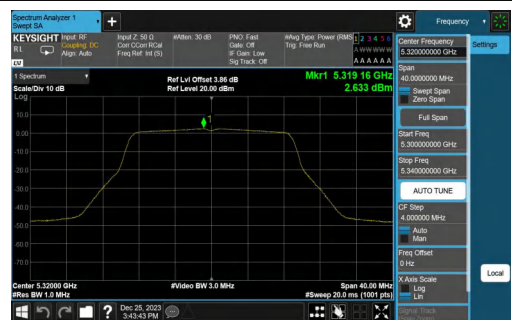 Spectrum Analyzer 1
Swept SA
Frequency
KEYSIGHT
RL
Input: RF
Coupling: DC
Align: Auto
Input Z: 50 Ω
Corr CCorr RCal
Freq Ref: Int (S)
#Atten: 30 dB
PNO: Fast
Gate: Off
IF Gain: Low
Sig Track: Off
#Avg Type: Power (RMS
Trig: Free Run
1 2 3 4 5 6
A W W W W W
A A A A A A
LXI
1 Spectrum
Scale/Div 10 dB
Log
Ref Lvl Offset 3.86 dB
Ref Level 20.00 dBm
Mkr1 5.319 16 GHz
2.633 dBm
1
10.0
0.00
-10.0
-20.0
-30.0
-40.0
-50.0
-60.0
-70.0
Center 5.32000 GHz
#Res BW 1.0 MHz
#Video BW 3.0 MHz
Span 40.00 MHz
#Sweep 20.0 ms (1001 pts)
Dec 25, 2023
3:43:43 PM
Center Frequency
5.320000000 GHz
Settings
Span
40.0000000 MHz
Swept Span
Zero Span
Full Span
Start Freq
5.300000000 GHz
Stop Freq
5.340000000 GHz
AUTO TUNE
CF Step
4.000000 MHz
Auto
Man
Freq Offset
0 Hz
X Axis Scale
Log
Lin
Local
Signal Track